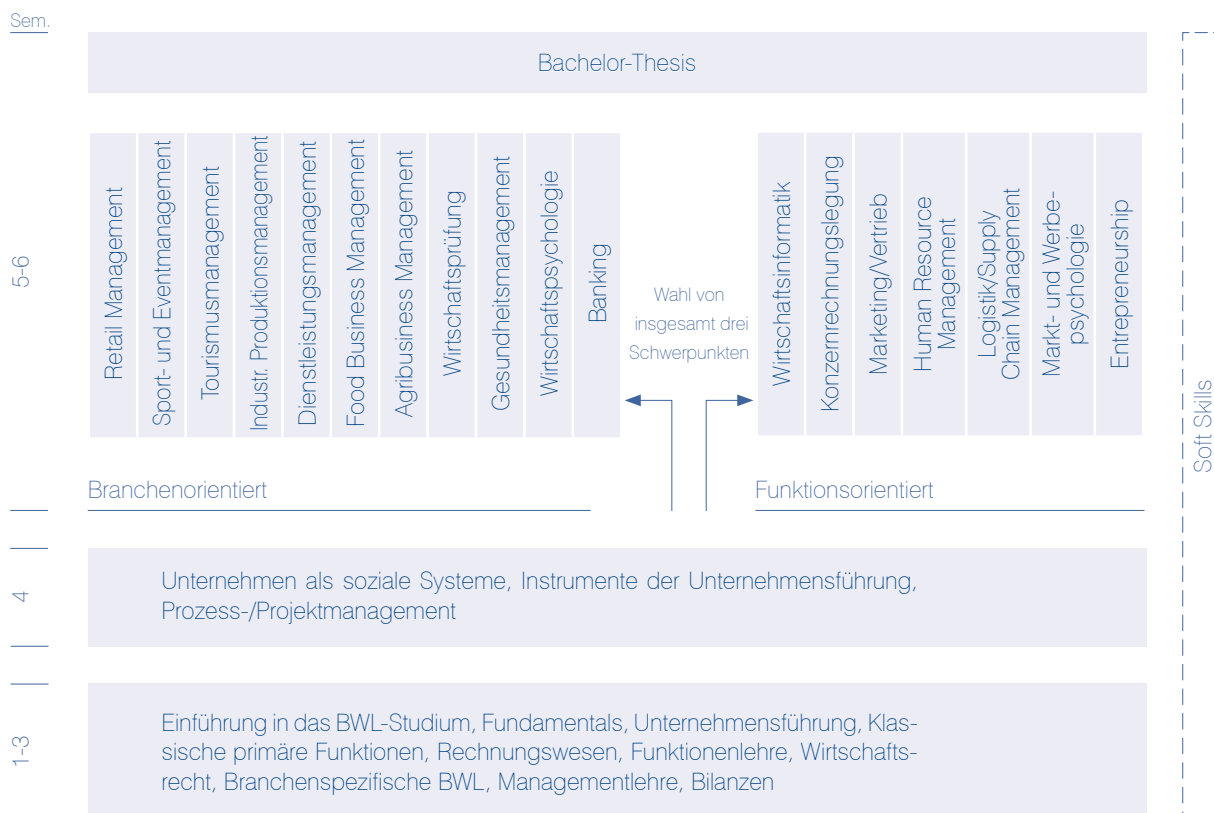 Sem.
Bachelor-Thesis
5-6
Retail Management
Sport- und Eventmanagement
Tourismusmanagement
Industr. Produktionsmanagement
Dienstleistungsmanagement
Food Business Management
Agribusiness Management
Wirtschaftsprüfung
Gesundheitsmanagement
Wirtschaftspsychologie
Banking
Wahl von
insgesamt drei
Schwerpunkten
Wirtschaftsinformatik
Konzernrechnungslegung
Marketing/Vertrieb
Human Resource
Management
Logistik/Supply
Chain Management
Markt- und Werbe-
psychologie
Entrepreneurship
Soft Skills
Branchenorientiert
Funktionsorientiert
4
Unternehmen als soziale Systeme, Instrumente der Unternehmensführung,
Prozess-/Projektmanagement
1-3
Einführung in das BWL-Studium, Fundamentals, Unternehmensführung, Klas-
sische primäre Funktionen, Rechnungswesen, Funktionenlehre, Wirtschafts-
recht, Branchenspezifische BWL, Managementlehre, Bilanzen